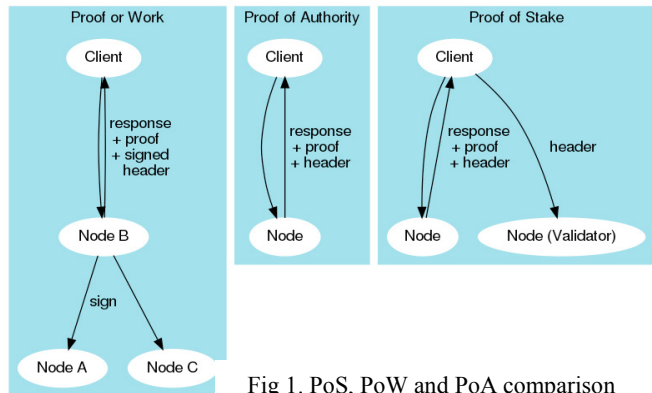 Proof or Work
Client
response
+ proof
+ signed
header
Node B
sign
Node A
Node C
Proof of Authority
Client
response
+ proof
+ header
Node
Proof of Stake
Client
response
+ proof
+ header
header
Node
Node (Validator)
Fig 1. PoS, PoW and PoA comparison